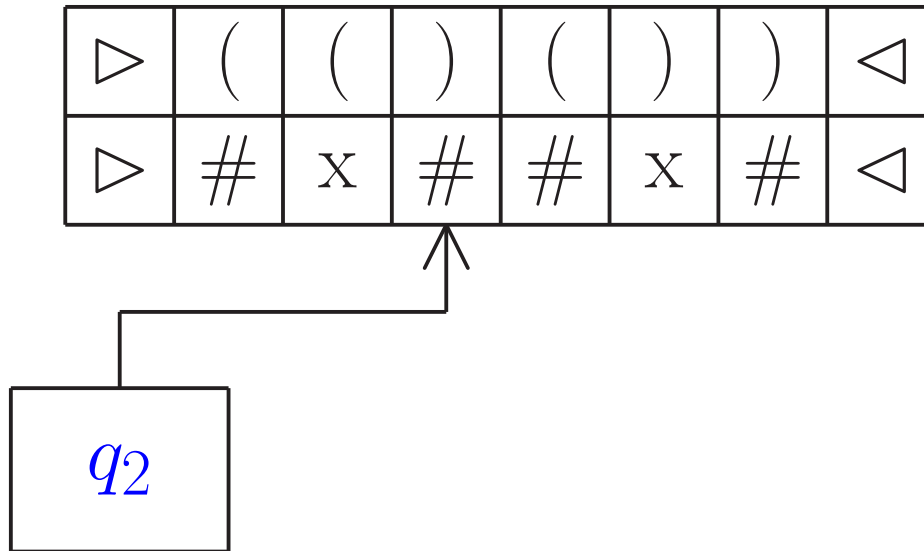 ▷ ( ( ) ( ) ) ◁
▷ # x # # x # ◁
q₂